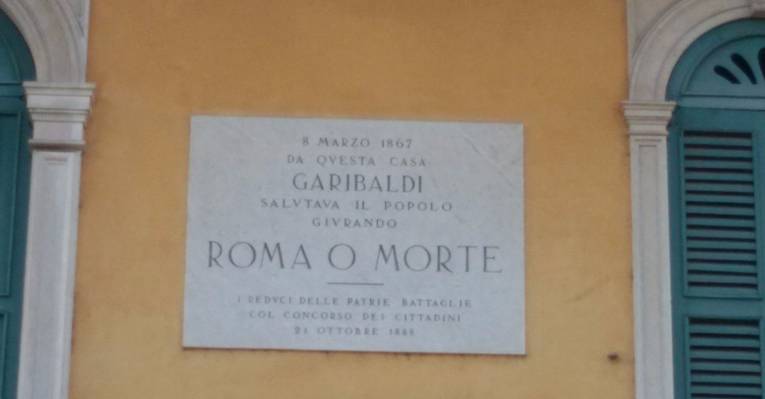 8 MARZO 1867
DA QVESTA CASA
GARIBALDI
SALVTAVA IL POPOLO
GIVRANDO
ROMA O MORTE
I REDVCI DELLE PATRIE BATTAGLIE
COL CONCORSO DEI CITTADINI
OTTOBRE